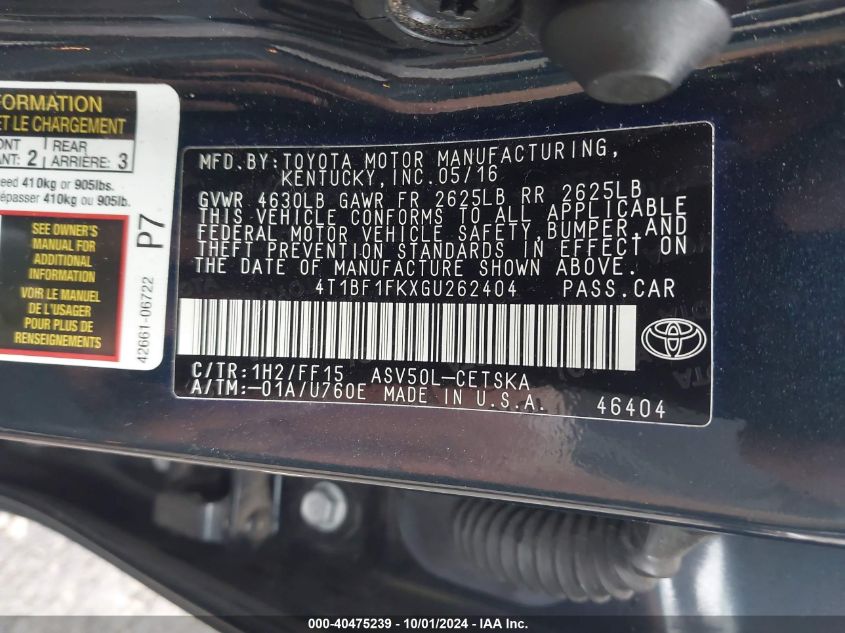 FORMATION
ET LE CHARGEMENT
REAR
2 ARRIÈRE: 3
410kg or 905lbs.
410kg ou 905lb.
SEE OWNER'S
MANUAL FOR
ADDITIONAL
INFORMATION
VOIR LE MANUEL
DE L'USAGER
POUR PLUS DE
RENSEIGNEMENTS
P7
42661-06722
MFD.BY:TOYOTA MOTOR MANUFACTURING,
KENTUCKY,INC.05/16
GVWR 4630LB GAWR FR 2625LB RR 2625LB
THIS VEHICLE CONFORMS TO ALL APPLICABLE
FEDERAL MOTOR VEHICLE SAFETY,BUMPER,AND
THEFT PREVENTION STANDARDS IN EFFECT ON
THE DATE OF MANUFACTURE SHOWN ABOVE.
4T1BF1FKXGU262404 PASS.CAR
C/TR:1H2/FF15 ASV50L-CETSKA
A/TM:-01A/U760E MADE IN U.S.A.
46404
000-40475239 - 10/01/2024 - IAA Inc.